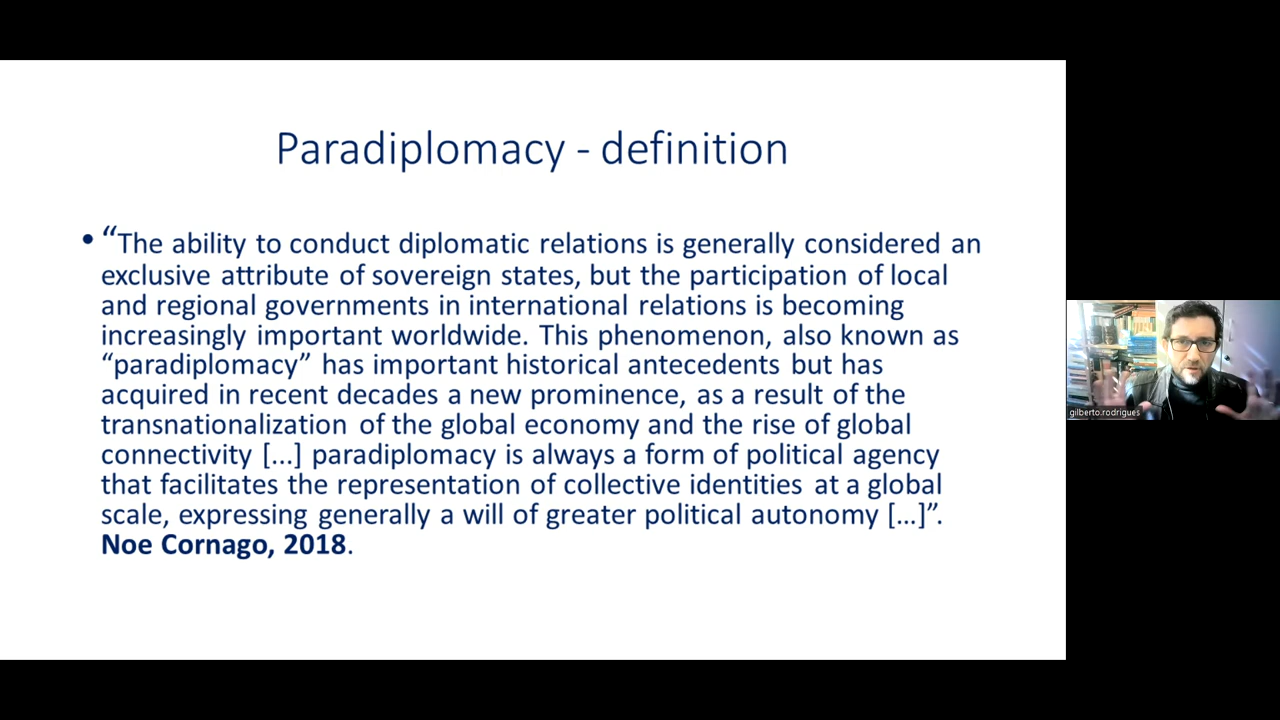 Paradiplomacy - definition
• “The ability to conduct diplomatic relations is generally considered an
exclusive attribute of sovereign states, but the participation of local
and regional governments in international relations is becoming
increasingly important worldwide. This phenomenon, also known as
“paradiplomacy” has important historical antecedents but has
acquired in recent decades a new prominence, as a result of the
transnationalization of the global economy and the rise of global
connectivity [...] paradiplomacy is always a form of political agency
that facilitates the representation of collective identities at a global
scale, expressing generally a will of greater political autonomy [...]”.
Noe Cornago, 2018.
gilberto.rodrigues